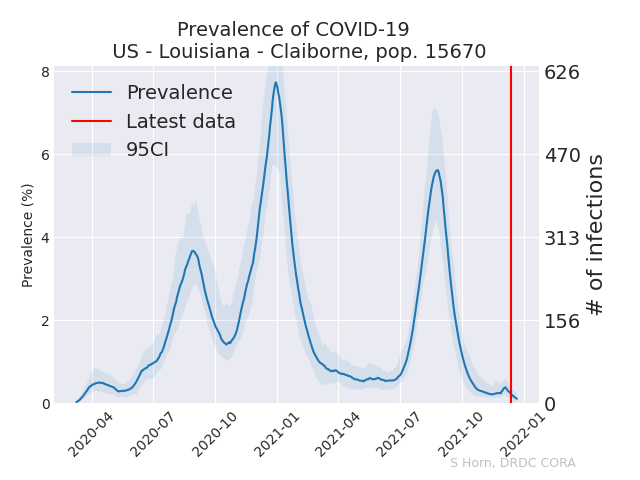 Prevalence of COVID-19
US - Louisiana - Claiborne, pop. 15670
Prevalence
Latest data
95CI
Prevalence (%)
8
6
4
2
0
626
470
313
156
0
# of infections
2020-04
2020-07
2020-10
2021-01
2021-04
2021-07
2021-10
2022-01
S Horn, DRDC CORA